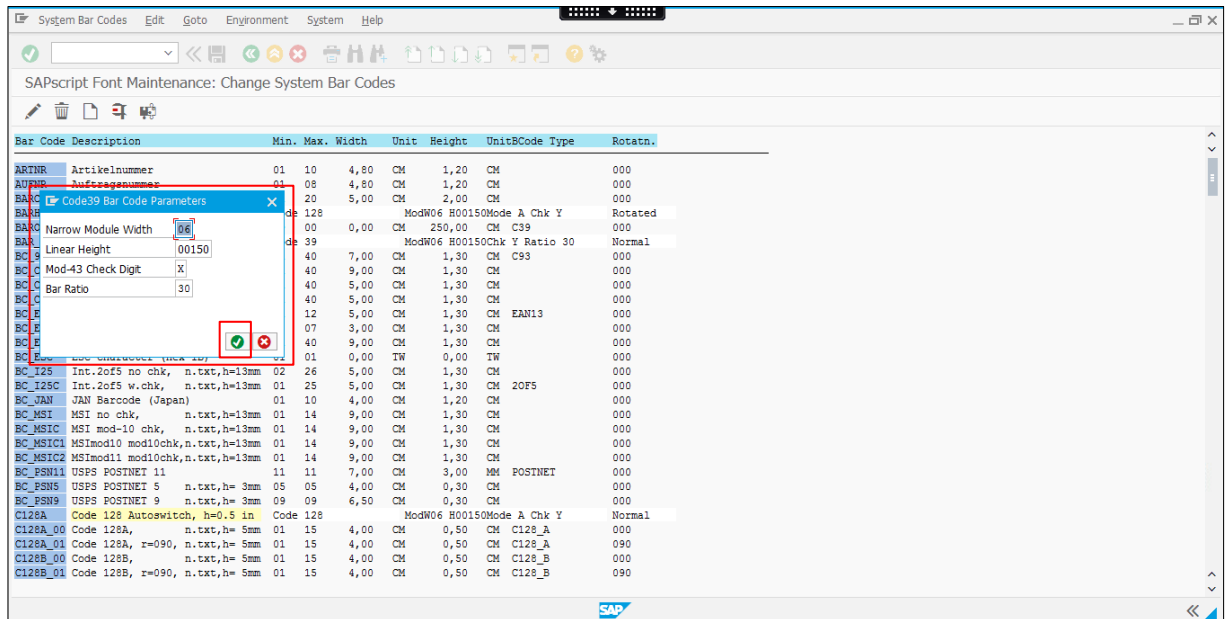 System Bar Codes Edit Goto Environment System Help
SAPscript Font Maintenance: Change System Bar Codes
Bar Code Description Min. Max. Width Unit Height UnitBCode Type Rotatn.
ARTNR Artikelnummer 01 10 4,80 CM 1,20 CM 000
AUFNR Auftragsnummer 01 08 4,80 CM 1,20 CM 000
BARC 20 5,00 CM 2,00 CM 000
Code39 Bar Code Parameters
BARH de 128 ModW06 H00150Mode A Chk Y Rotated
Narrow Module Width 06
BARQ 00 0,00 CM 250,00 CM C39 000
BAR_ de 39 ModW06 H00150Chk Y Ratio 30 Normal
Linear Height 00150
BC_9 40 7,00 CM 1,30 CM C93 000
Mod-43 Check Digit X
BC_C 40 9,00 CM 1,30 CM 000
BC_C 40 5,00 CM 1,30 CM 000
Bar Ratio 30
BC_C 40 5,00 CM 1,30 CM 000
BC_E 12 5,00 CM 1,30 CM EAN13 000
BC_E 07 3,00 CM 1,30 CM 000
BC_E 40 9,00 CM 1,30 CM 000
BC_ESC ESC character (hex 1B) 01 01 0,00 TW 0,00 TW 000
BC_I25 Int.2of5 no chk, n.txt,h=13mm 02 26 5,00 CM 1,30 CM 000
BC_I25C Int.2of5 w.chk, n.txt,h=13mm 01 25 5,00 CM 1,30 CM 2OF5 000
BC_JAN JAN Barcode (Japan) 01 10 4,00 CM 1,20 CM 000
BC_MSI MSI no chk, n.txt,h=13mm 01 14 9,00 CM 1,30 CM 000
BC_MSIC MSI mod-10 chk, n.txt,h=13mm 01 14 9,00 CM 1,30 CM 000
BC_MSIC1 MSImod10 mod10chk,n.txt,h=13mm 01 14 9,00 CM 1,30 CM 000
BC_MSIC2 MSImod11 mod10chk,n.txt,h=13mm 01 14 9,00 CM 1,30 CM 000
BC_PSN11 USPS POSTNET 11 11 11 7,00 CM 3,00 MM POSTNET 000
BC_PSN5 USPS POSTNET 5 n.txt,h= 3mm 05 05 4,00 CM 0,30 CM 000
BC_PSN9 USPS POSTNET 9 n.txt,h= 3mm 09 09 6,50 CM 0,30 CM 000
C128A Code 128 Autoswitch, h=0.5 in Code 128 ModW06 H00150Mode A Chk Y Normal
C128A_00 Code 128A, n.txt,h= 5mm 01 15 4,00 CM 0,50 CM C128_A 000
C128A_01 Code 128A, r=090, n.txt,h= 5mm 01 15 4,00 CM 0,50 CM C128_A 090
C128B_00 Code 128B, n.txt,h= 5mm 01 15 4,00 CM 0,50 CM C128_B 000
C128B_01 Code 128B, r=090, n.txt,h= 5mm 01 15 4,00 CM 0,50 CM C128_B 090
SAP